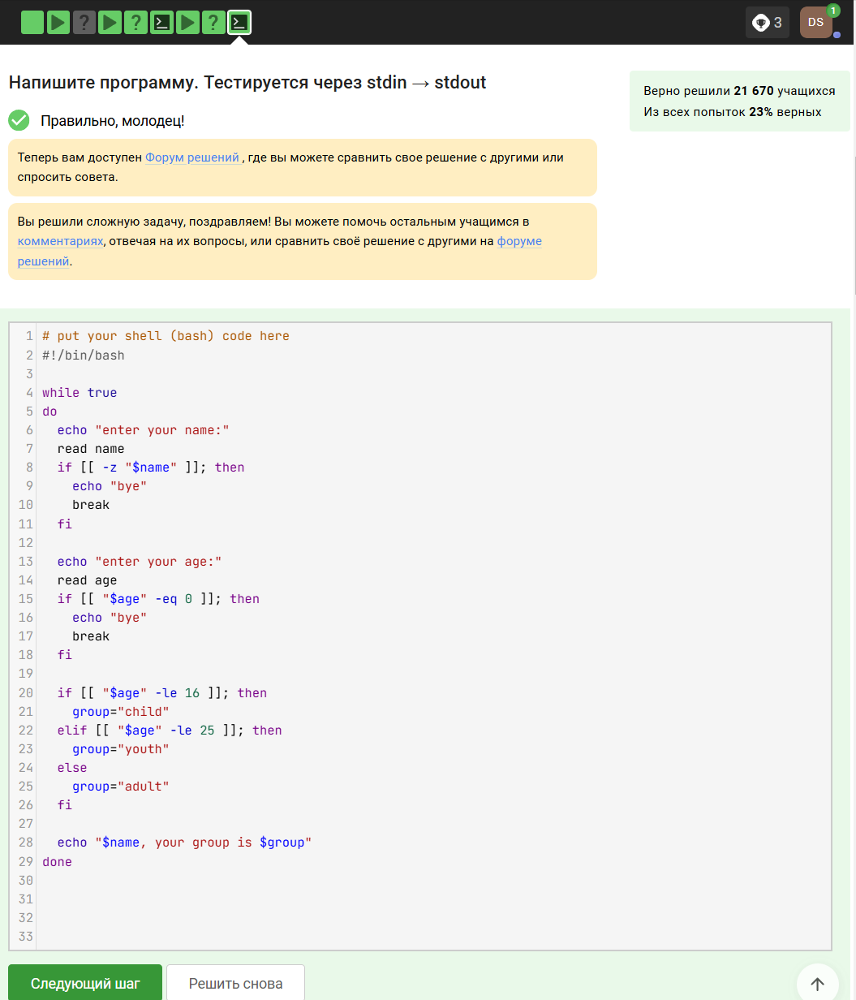 ? ? >_ ? >_ 3 DS 1
Напишите программу. Тестируется через stdin → stdout
Верно решили 21 670 учащихся
Из всех попыток 23% верных
Правильно, молодец!
Теперь вам доступен Форум решений , где вы можете сравнить свое решение с другими или
спросить совета.
Вы решили сложную задачу, поздравляем! Вы можете помочь остальным учащимся в
комментариях, отвечая на их вопросы, или сравнить своё решение с другими на форуме
решений.
1 # put your shell (bash) code here
2 #!/bin/bash
3
4 while true
5 do
6   echo "enter your name:"
7   read name
8   if [[ -z "$name" ]]; then
9     echo "bye"
10     break
11   fi
12
13   echo "enter your age:"
14   read age
15   if [[ "$age" -eq 0 ]]; then
16     echo "bye"
17     break
18   fi
19
20   if [[ "$age" -le 16 ]]; then
21     group="child"
22   elif [[ "$age" -le 25 ]]; then
23     group="youth"
24   else
25     group="adult"
26   fi
27
28   echo "$name, your group is $group"
29 done
30
31
32
33
Следующий шаг
Решить снова